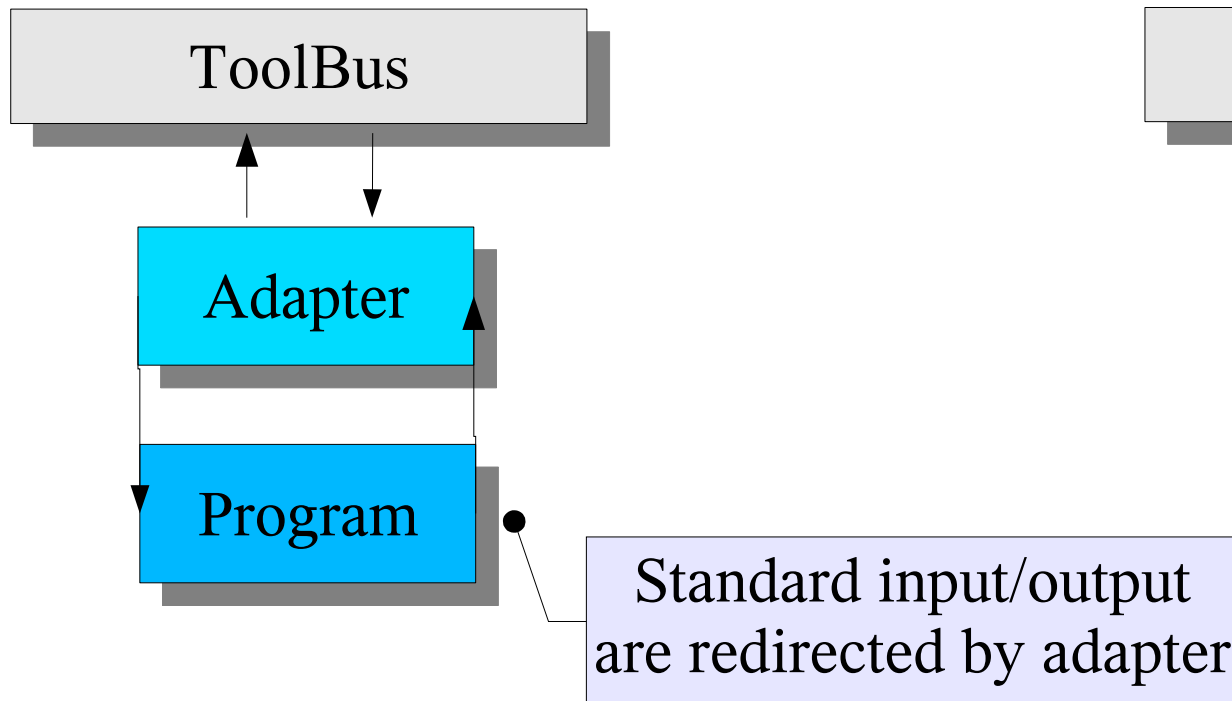 ToolBus
Adapter
Program
Standard input/output
are redirected by adapter